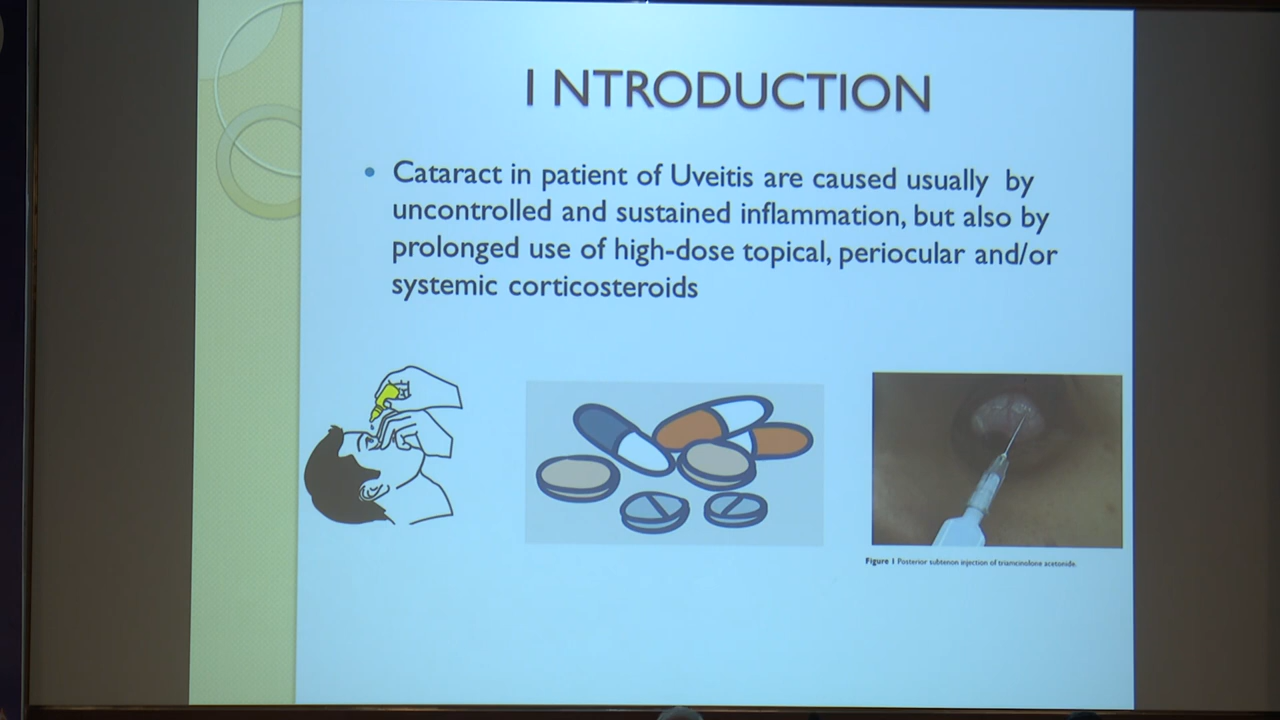 I NTRODUCTION
• Cataract in patient of Uveitis are caused usually by
uncontrolled and sustained inflammation, but also by
prolonged use of high-dose topical, periocular and/or
systemic corticosteroids
Figure 1 Posterior subtenon injection of triamcinolone acetonide.